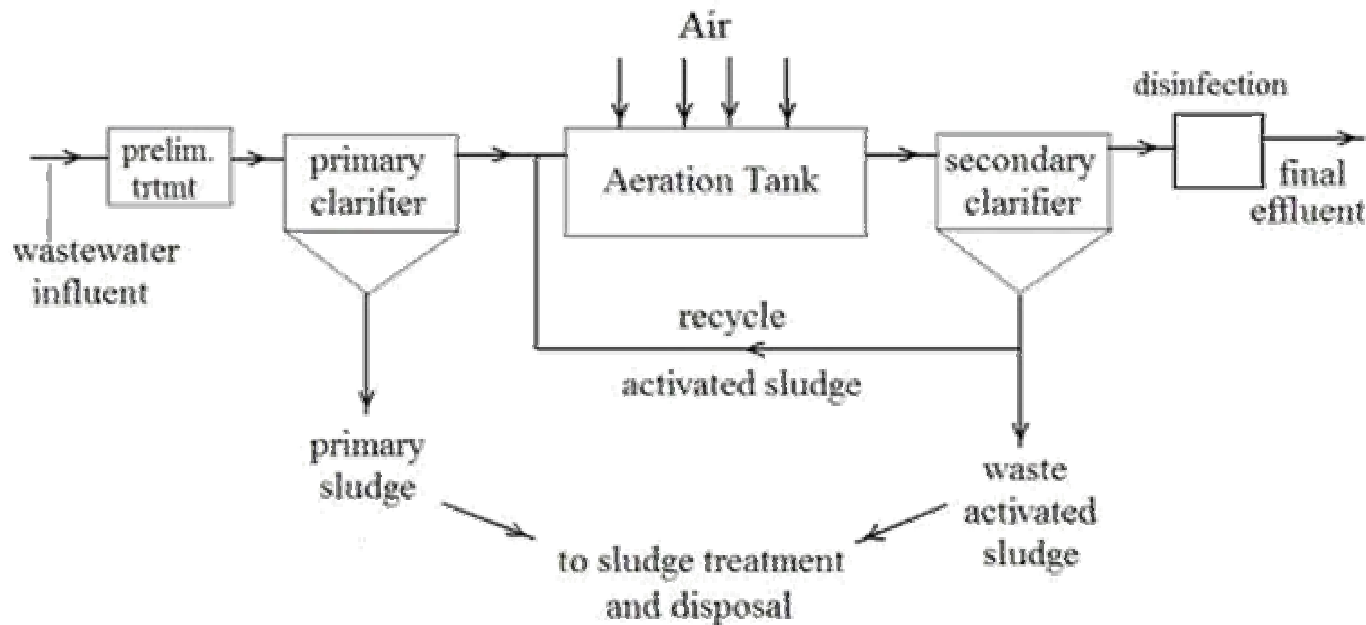 Air
disinfection
prelim.
trtmt
primary
clarifier
Aeration Tank
secondary
clarifier
final
effluent
wastewater
influent
recycle
activated sludge
primary
sludge
waste
activated
sludge
to sludge treatment
and disposal